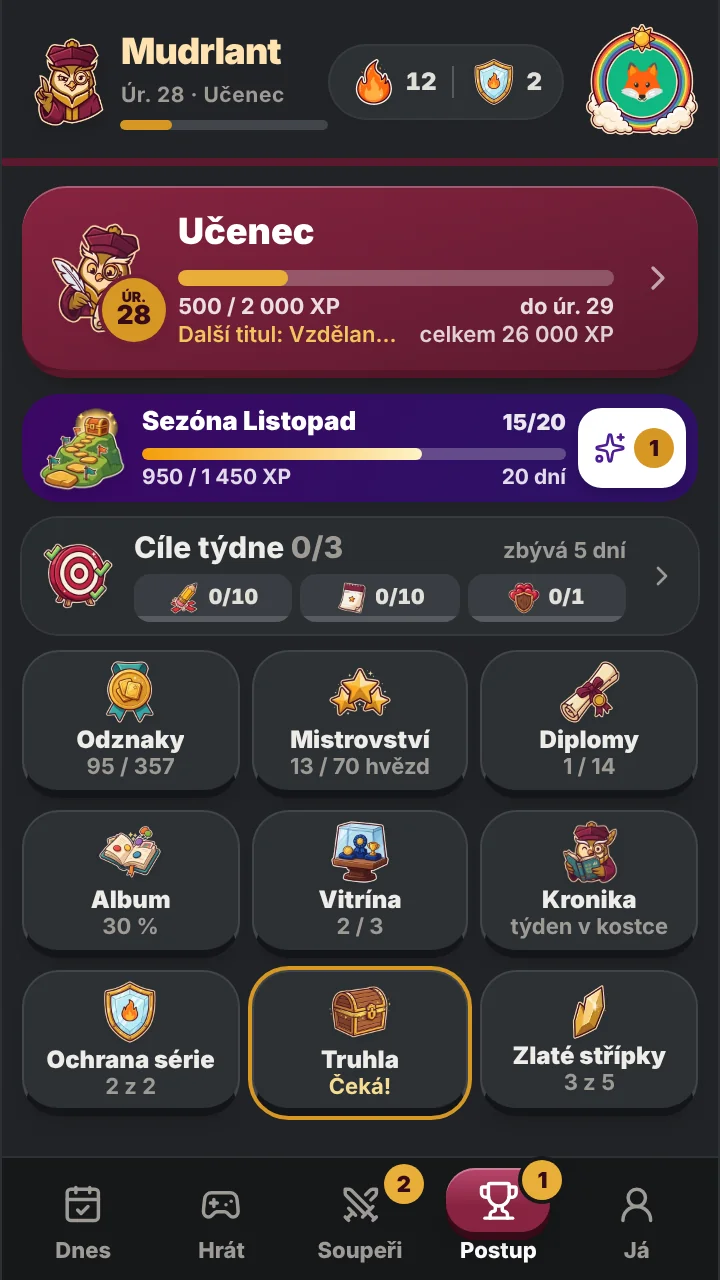 Mudrlant
Úr. 28 · Učenec
12
2
Učenec
ÚR.
28
500 / 2 000 XP
do úr. 29
Další titul: Vzdělan...
celkem 26 000 XP
Sezóna Listopad
15/20
950 / 1 450 XP
20 dní
1
Cíle týdne 0/3
zbývá 5 dní
0/10
0/10
0/1
Odznaky
95 / 357
Mistrovství
13 / 70 hvězd
Diplomy
1 / 14
Album
30 %
Vitrína
2 / 3
Kronika
týden v kostce
Ochrana série
2 z 2
Truhla
Čeká!
Zlaté střípky
3 z 5
Dnes
Hrát
2
Soupeři
1
Postup
Já